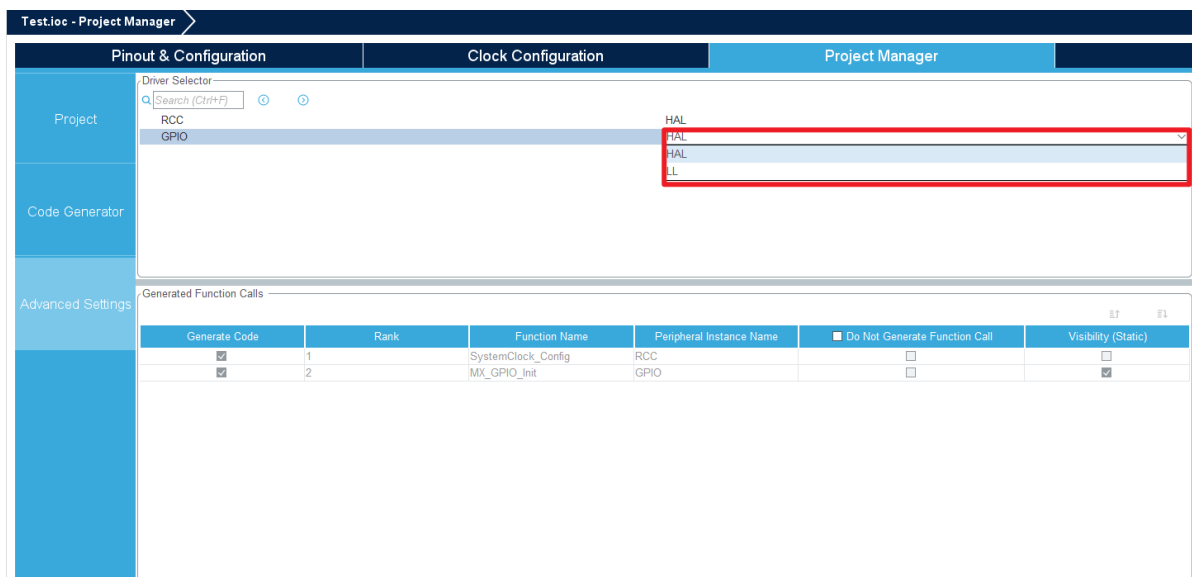 Test.ioc - Project Manager
Pinout & Configuration Clock Configuration Project Manager
Driver Selector
Search (Ctrl+F)
Project
RCC HAL
GPIO HAL
HAL
LL
Code Generator
Advanced Settings
Generated Function Calls
Generate Code Rank Function Name Peripheral Instance Name Do Not Generate Function Call Visibility (Static)
1 SystemClock_Config RCC
2 MX_GPIO_Init GPIO